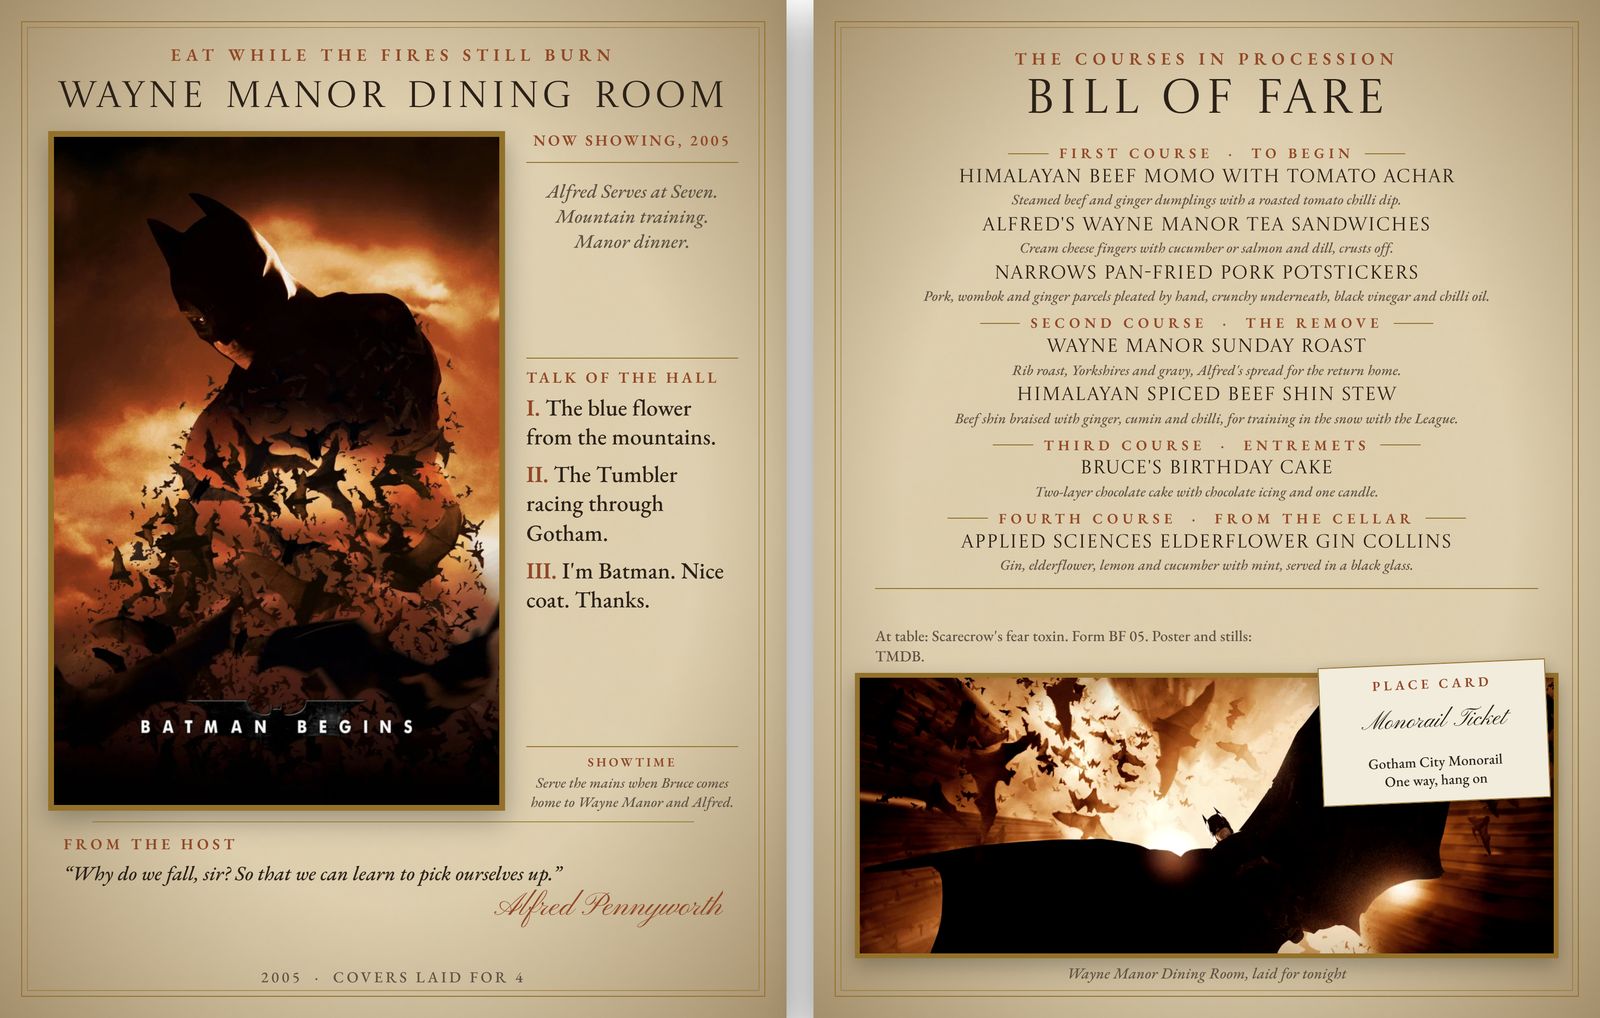 EAT WHILE THE FIRES STILL BURN
WAYNE MANOR DINING ROOM
BATMAN BEGINS
NOW SHOWING, 2005
Alfred Serves at Seven.
Mountain training.
Manor dinner.
TALK OF THE HALL
I. The blue flower
from the mountains.
II. The Tumbler
racing through
Gotham.
III. I'm Batman. Nice
coat. Thanks.
SHOWTIME
Serve the mains when Bruce comes
home to Wayne Manor and Alfred.
FROM THE HOST
“Why do we fall, sir? So that we can learn to pick ourselves up.”
Alfred Pennyworth
2005 · COVERS LAID FOR 4
THE COURSES IN PROCESSION
BILL OF FARE
FIRST COURSE · TO BEGIN
HIMALAYAN BEEF MOMO WITH TOMATO ACHAR
Steamed beef and ginger dumplings with a roasted tomato chilli dip.
ALFRED'S WAYNE MANOR TEA SANDWICHES
Cream cheese fingers with cucumber or salmon and dill, crusts off.
NARROWS PAN-FRIED PORK POTSTICKERS
Pork, wombok and ginger parcels pleated by hand, crunchy underneath, black vinegar and chilli oil.
SECOND COURSE · THE REMOVE
WAYNE MANOR SUNDAY ROAST
Rib roast, Yorkshires and gravy, Alfred's spread for the return home.
HIMALAYAN SPICED BEEF SHIN STEW
Beef shin braised with ginger, cumin and chilli, for training in the snow with the League.
THIRD COURSE · ENTREMETS
BRUCE'S BIRTHDAY CAKE
Two-layer chocolate cake with chocolate icing and one candle.
FOURTH COURSE · FROM THE CELLAR
APPLIED SCIENCES ELDERFLOWER GIN COLLINS
Gin, elderflower, lemon and cucumber with mint, served in a black glass.
At table: Scarecrow's fear toxin. Form BF 05. Poster and stills:
TMDB.
PLACE CARD
Monorail Ticket
Gotham City Monorail
One way, hang on
Wayne Manor Dining Room, laid for tonight